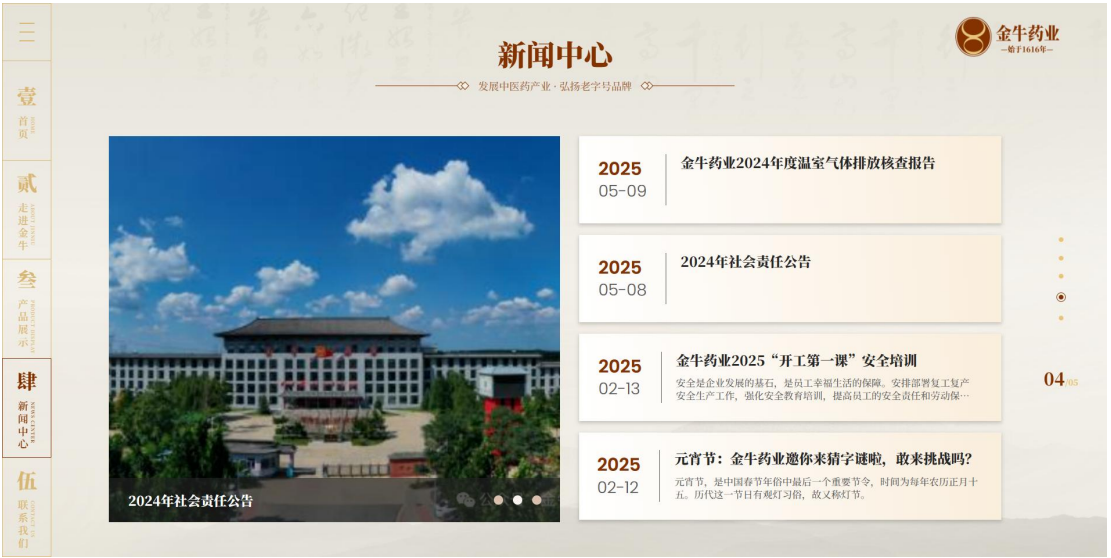 新闻中心
发展中医药产业 · 弘扬老字号品牌
金牛药业
始于1616年
壹
首页
HOME
贰
走进金牛
叁
产品展示
PRODUCT DISPLAY
肆
新闻中心
NEWS CENTER
伍
联系我们
CONTACT US
2024年社会责任公告
2025
05-09
金牛药业2024年度温室气体排放核查报告
2025
05-08
2024年社会责任公告
2025
02-13
金牛药业2025“开工第一课”安全培训
安全是企业发展的基石，是员工幸福生活的保障。安排部署复工复产
安全生产工作，强化安全教育培训，提高员工的安全责任和劳动保···
2025
02-12
元宵节：金牛药业邀你来猜字谜啦，敢来挑战吗?
元宵节，是中国春节年俗中最后一个重要节令，时间为每年农历正月十
五。历代这一节日有观灯习俗，故又称灯节。
04/05